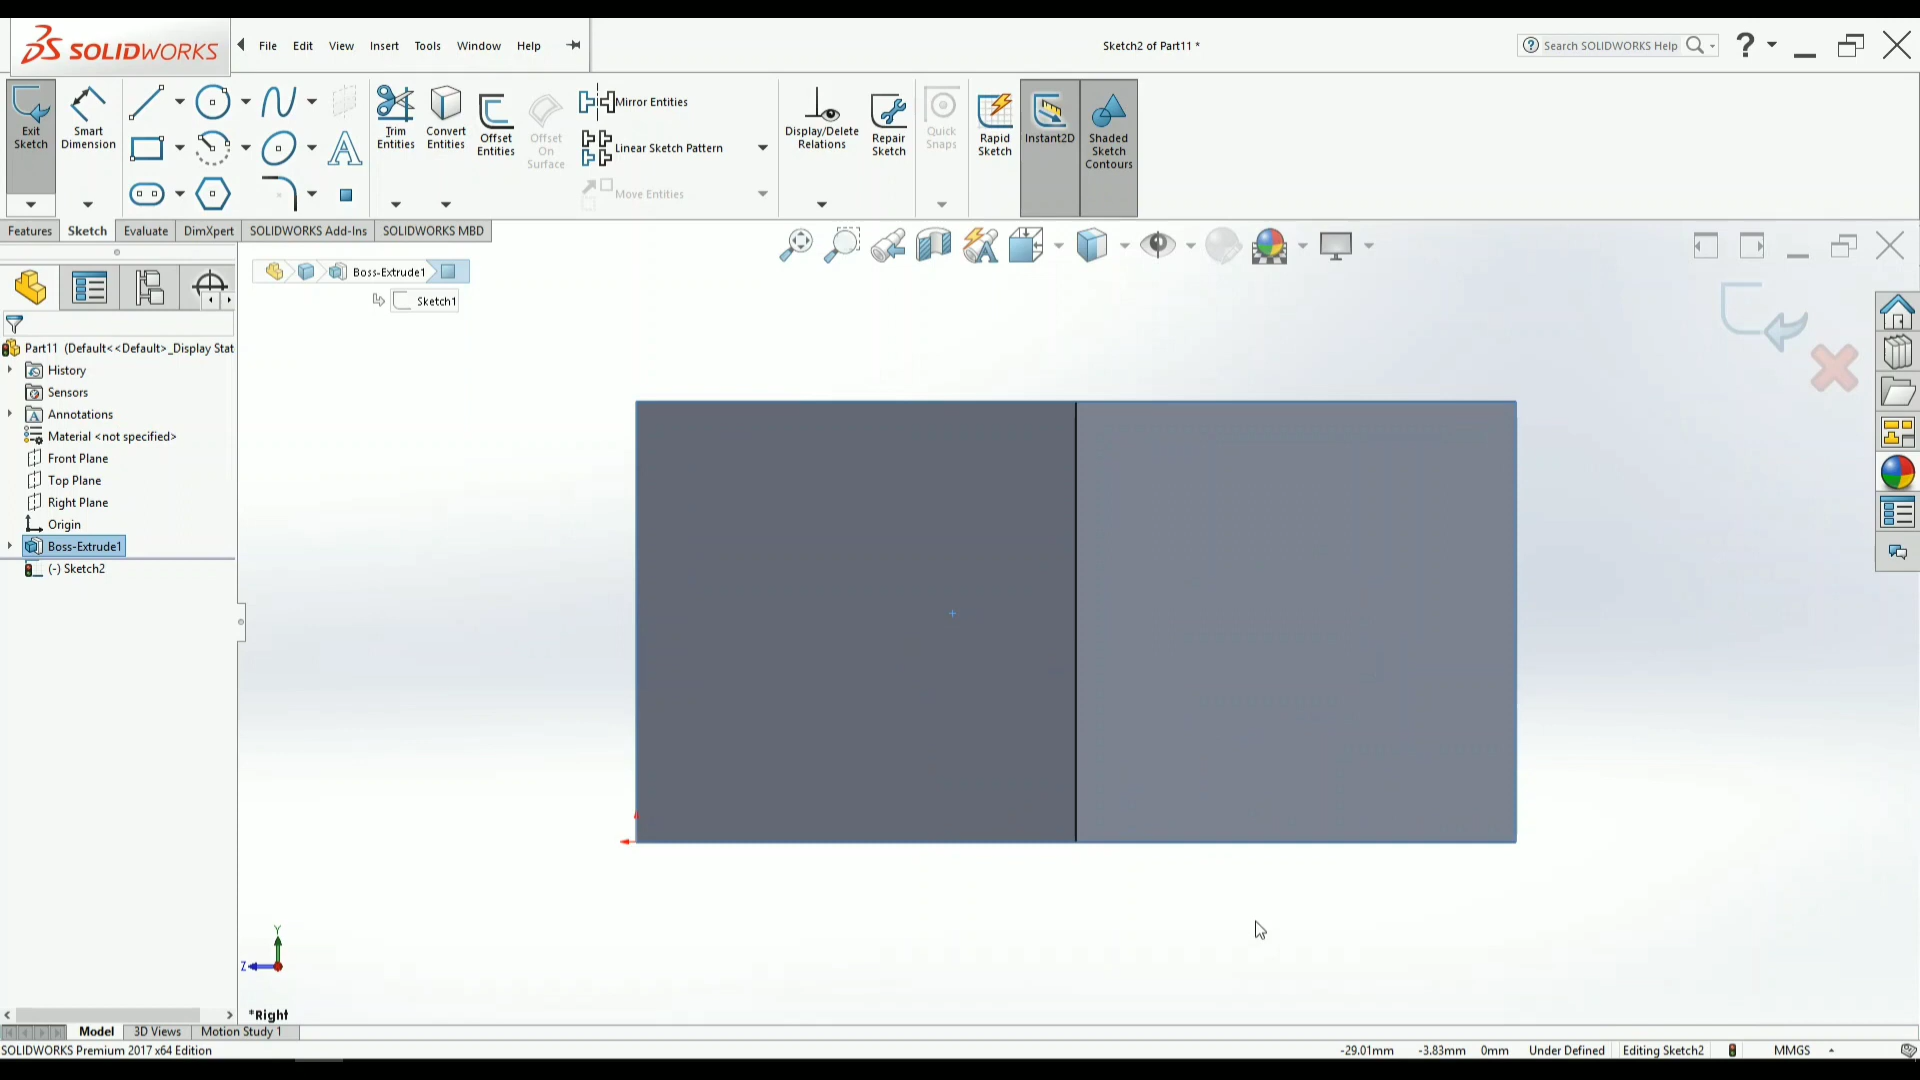 SOLIDWORKS File Edit View Insert Tools Window Help Sketch2 of Part11 * Search SOLIDWORKS Help
Exit Sketch
Smart Dimension
Trim Entities
Convert Entities
Offset Entities
Offset On Surface
Mirror Entities
Linear Sketch Pattern
Move Entities
Display/Delete Relations
Repair Sketch
Quick Snaps
Rapid Sketch
Instant2D
Shaded Sketch Contours
Features Sketch Evaluate DimXpert SOLIDWORKS Add-Ins SOLIDWORKS MBD
Boss-Extrude1
Sketch1
Part11 (Default<<Default>_Display Stat
History
Sensors
Annotations
Material <not specified>
Front Plane
Top Plane
Right Plane
Origin
Boss-Extrude1
(-) Sketch2
Y
Z
*Right
Model 3D Views Motion Study 1
SOLIDWORKS Premium 2017 x64 Edition -29.01mm -3.83mm 0mm Under Defined Editing Sketch2 MMGS